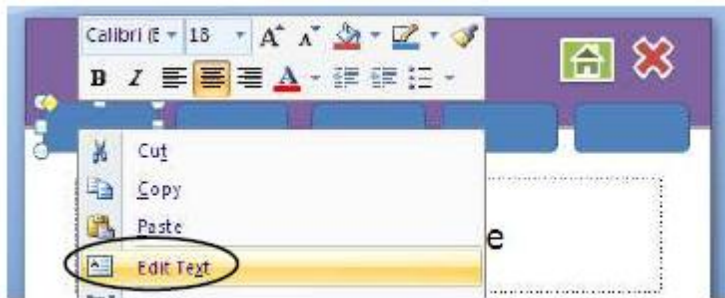 Calibri (E 18 A A
B I A
Cut
Copy
Paste
e
Edit Text